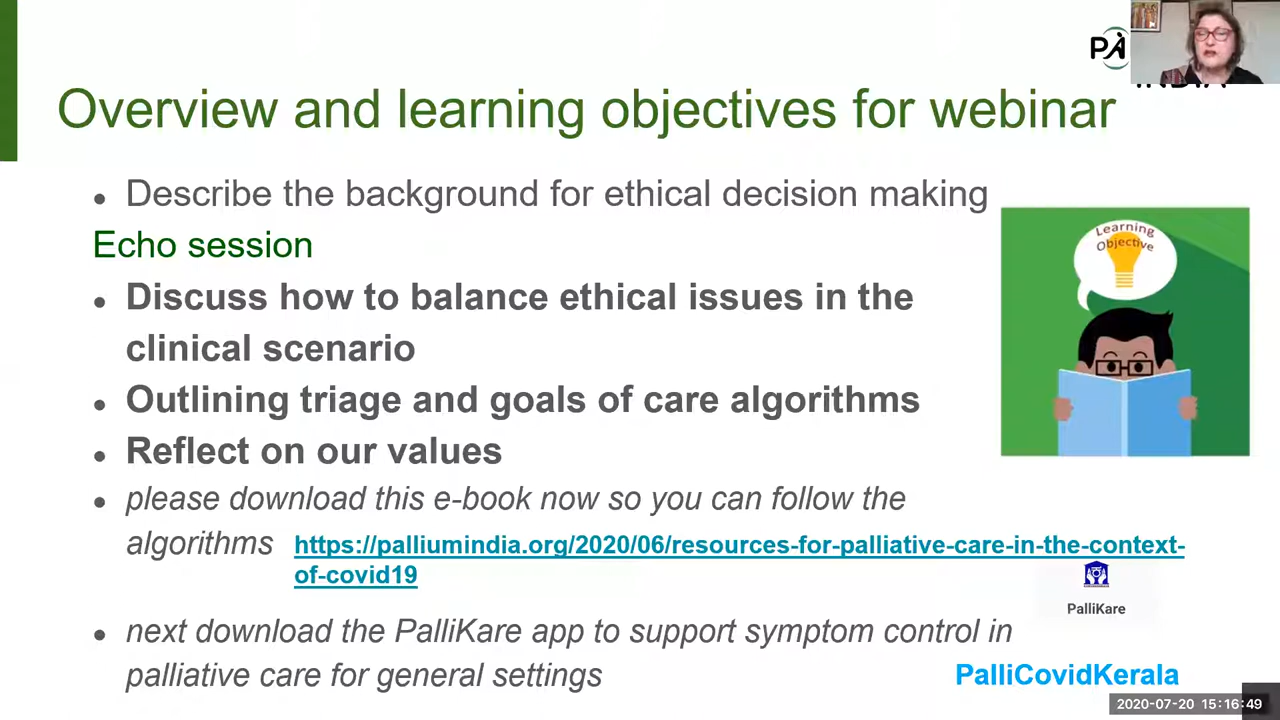 PA
INDIA
Overview and learning objectives for webinar
• Describe the background for ethical decision making
Echo session
• Discuss how to balance ethical issues in the
clinical scenario
• Outlining triage and goals of care algorithms
• Reflect on our values
• please download this e-book now so you can follow the
algorithms https://palliumindia.org/2020/06/resources-for-palliative-care-in-the-context-
of-covid19
• next download the PalliKare app to support symptom control in
palliative care for general settings
Learning
Objective
PalliKare
PalliCovidKerala
2020-07-20 15:16:49